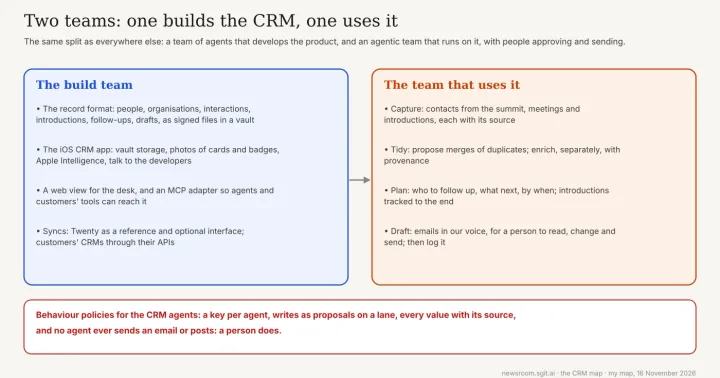 Two teams: one builds the CRM, one uses it
The same split as everywhere else: a team of agents that develops the product, and an agentic team that runs on it, with people approving and sending.
The build team
• The record format: people, organisations, interactions,
introductions, follow-ups, drafts, as signed files in a vault
• The iOS CRM app: vault storage, photos of cards and badges,
Apple Intelligence, talk to the developers
• A web view for the desk, and an MCP adapter so agents and
customers' tools can reach it
• Syncs: Twenty as a reference and optional interface;
customers' CRMs through their APIs
The team that uses it
• Capture: contacts from the summit, meetings and
introductions, each with its source
• Tidy: propose merges of duplicates; enrich, separately, with
provenance
• Plan: who to follow up, what next, by when; introductions
tracked to the end
• Draft: emails in our voice, for a person to read, change and
send; then log it
Behaviour policies for the CRM agents: a key per agent, writes as proposals on a lane, every value with its source,
and no agent ever sends an email or posts: a person does.
newsroom.sgit.ai · the CRM map · my map, 16 November 2026